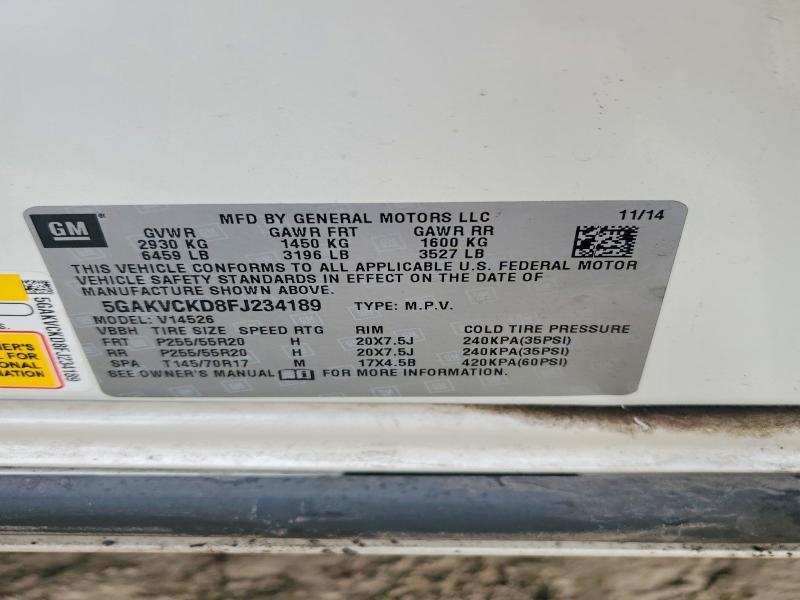 GM
MFD BY GENERAL MOTORS LLC 11/14
GVWR GAWR FRT GAWR RR
2930 KG 1450 KG 1600 KG
6459 LB 3196 LB 3527 LB
THIS VEHICLE CONFORMS TO ALL APPLICABLE U.S. FEDERAL MOTOR
VEHICLE SAFETY STANDARDS IN EFFECT ON THE DATE OF
MANUFACTURE SHOWN ABOVE.
5GAKVCKD8FJ234189 TYPE: M.P.V.
MODEL: V14526
VBBH TIRE SIZE SPEED RTG RIM COLD TIRE PRESSURE
FRT P255/55R20 H 20X7.5J 240KPA(35PSI)
RR P255/55R20 H 20X7.5J 240KPA(35PSI)
SPA T145/70R17 M 17X4.5B 420KPA(60PSI)
SEE OWNER'S MANUAL FOR MORE INFORMATION.
5GAKVCKD8FJ234189